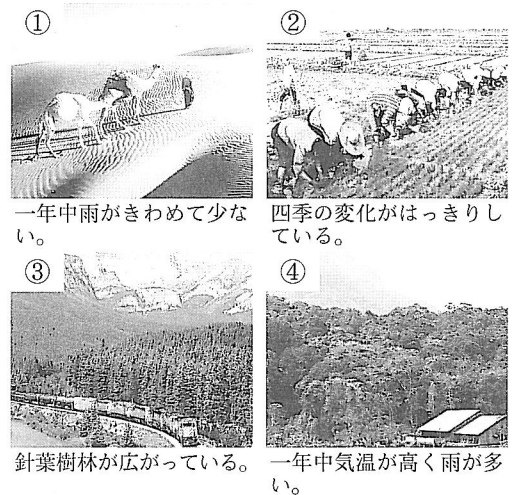 ①
②
一年中雨がきわめて少な
い。
四季の変化がはっきりし
ている。
③
④
針葉樹林が広がっている。
一年中気温が高く雨が多
い。